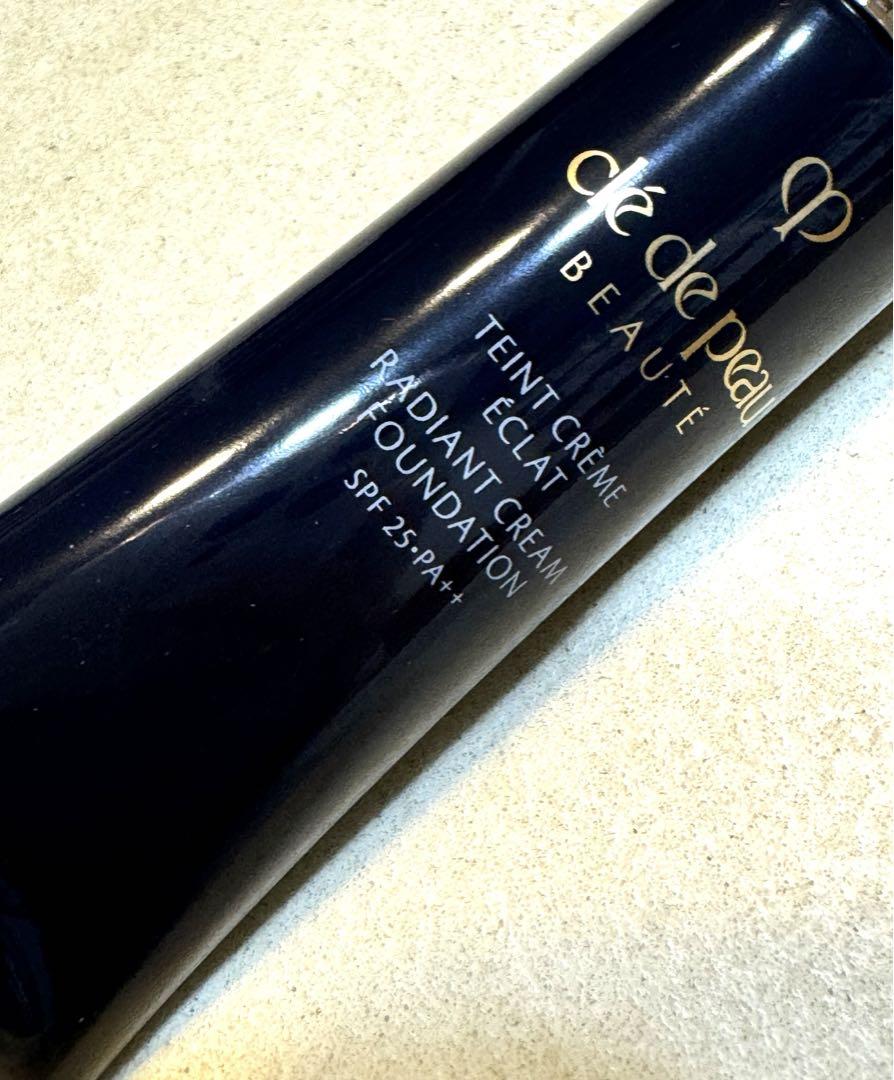 clé de peau
BEAUTÉ
TEINT CRÈME
ÉCLAT
RADIANT CREAM
FOUNDATION
SPF 25·PA++